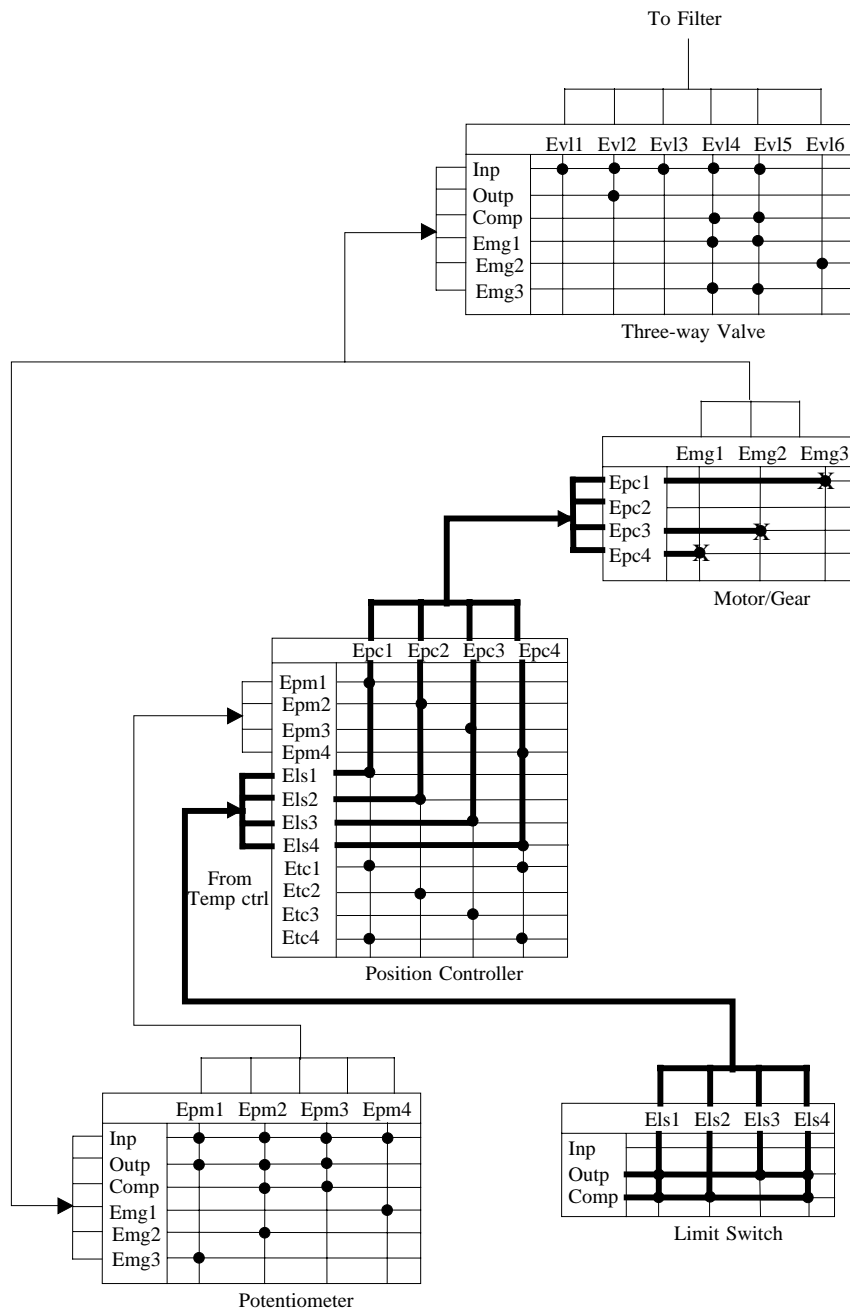 To Filter
Evl1 Evl2 Evl3 Evl4 Evl5 Evl6
Inp
Outp
Comp
Emg1
Emg2
Emg3
Three-way Valve
Emg1 Emg2 Emg3
Epc1
Epc2
Epc3
Epc4
X
X
X
Motor/Gear
Epc1 Epc2 Epc3 Epc4
Epm1
Epm2
Epm3
Epm4
Els1
Els2
Els3
Els4
Etc1
Etc2
Etc3
Etc4
From
Temp ctrl
Position Controller
Epm1 Epm2 Epm3 Epm4
Inp
Outp
Comp
Emg1
Emg2
Emg3
Potentiometer
Els1 Els2 Els3 Els4
Inp
Outp
Comp
Limit Switch